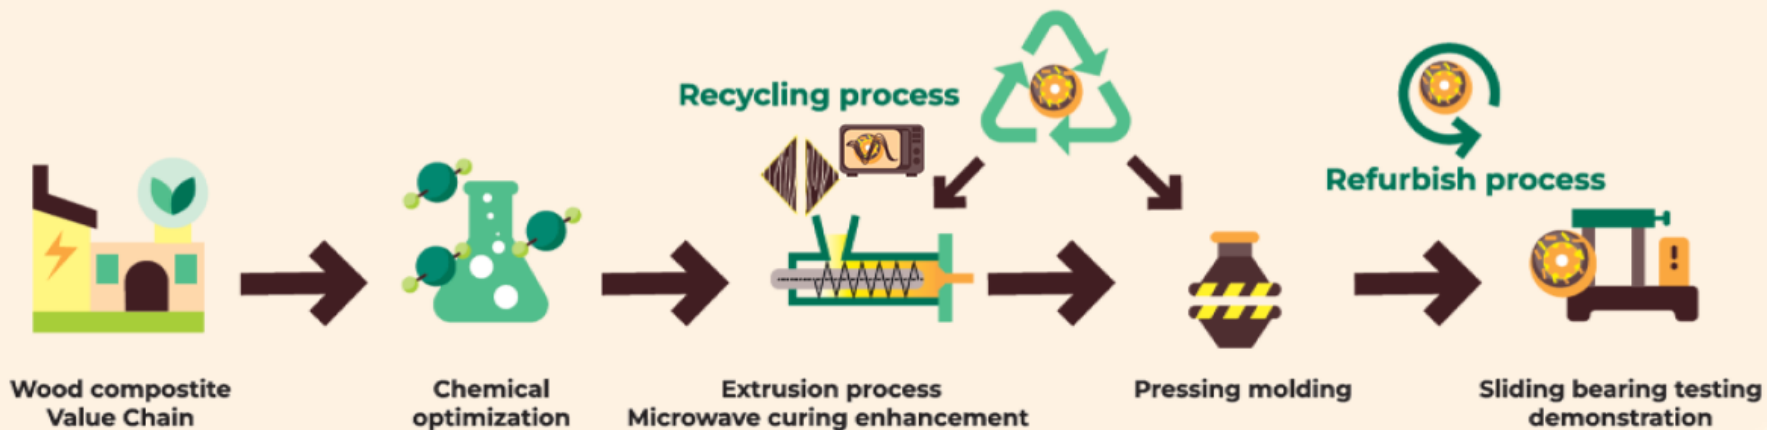 Recycling process
Refurbish process
Wood compostite
Value Chain
Chemical
optimization
Extrusion process
Microwave curing enhancement
Pressing molding
Sliding bearing testing
demonstration